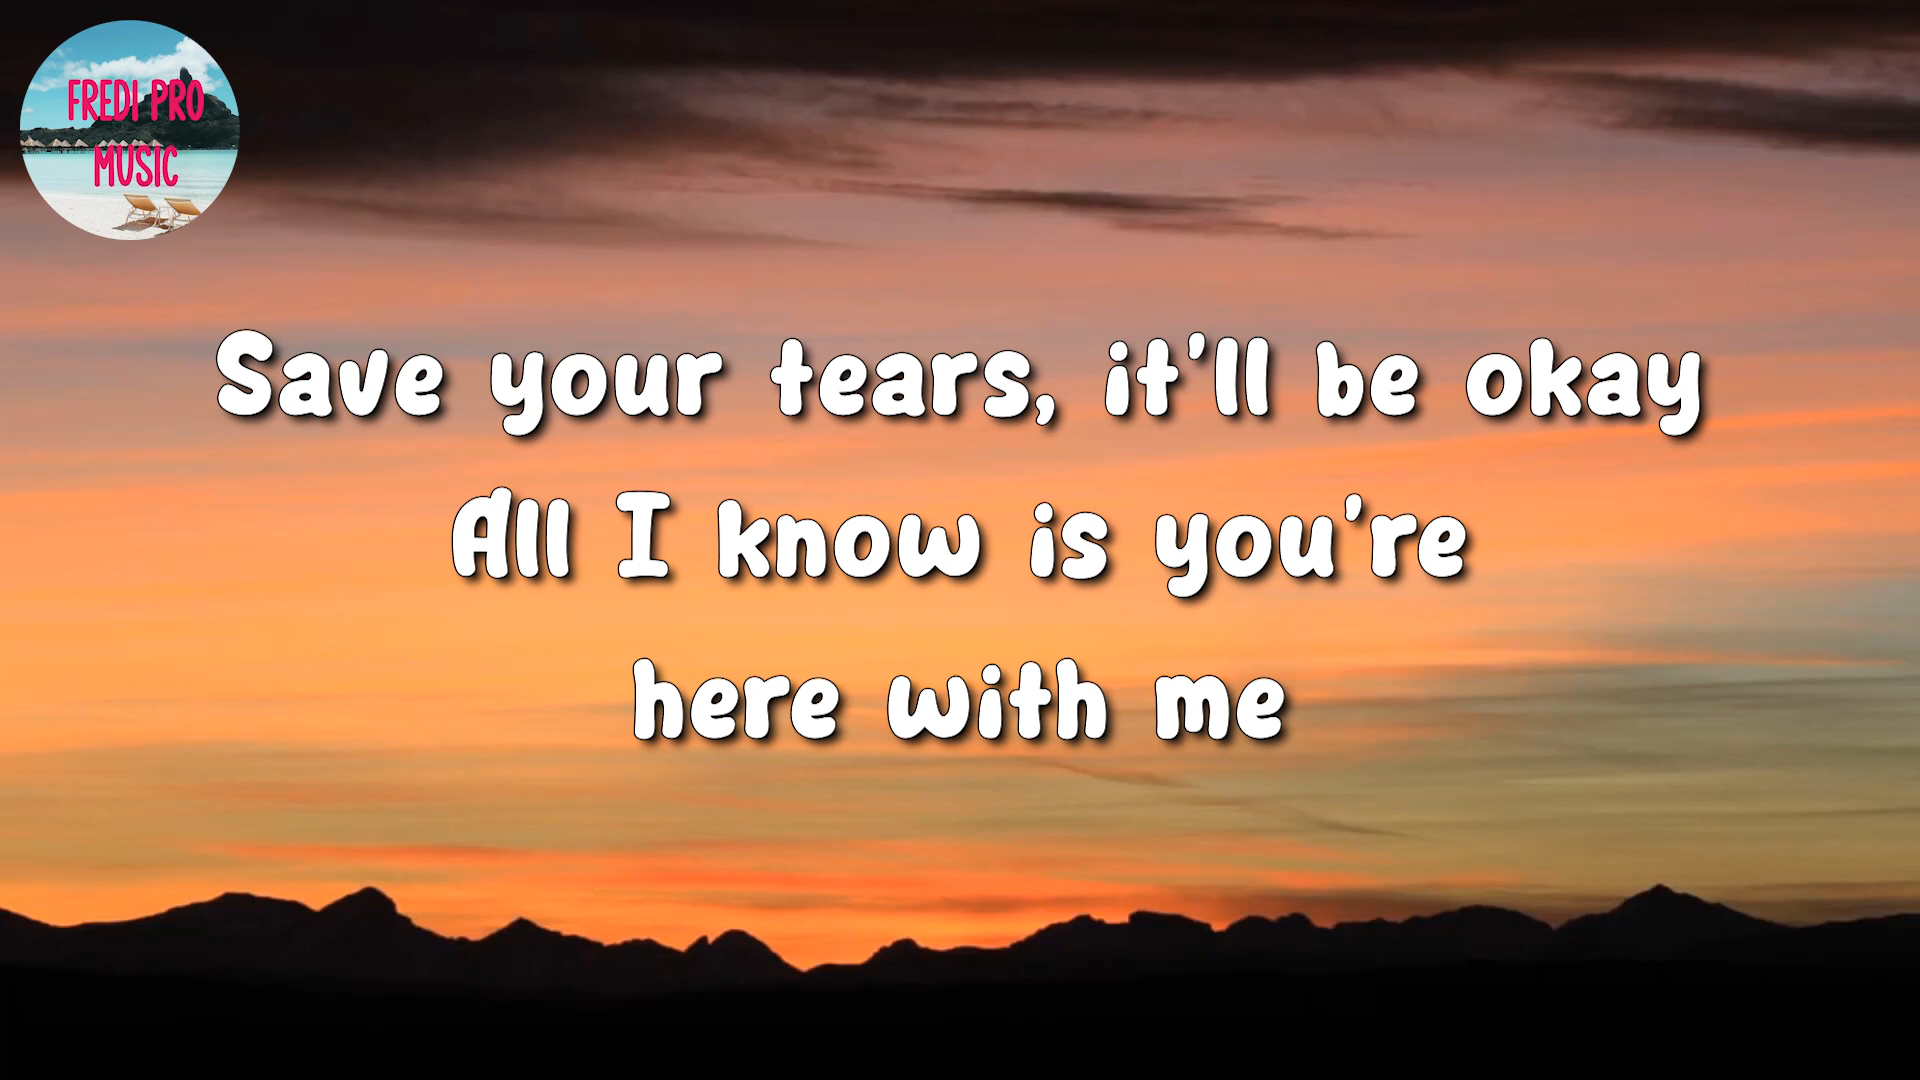 FREDI PRO
MUSIC
Save your tears, it'll be okay
All I know is you're
here with me